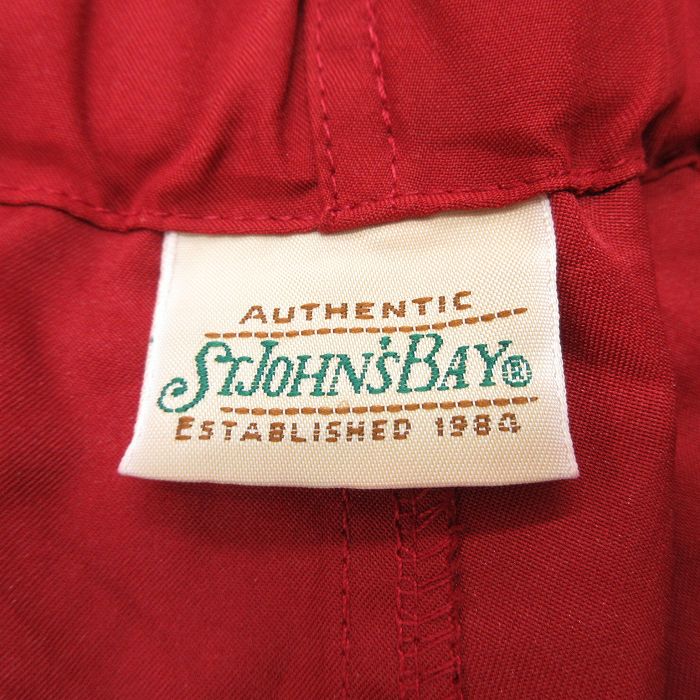 AUTHENTIC
ST. JOHN'S BAY®
ESTABLISHED 1984